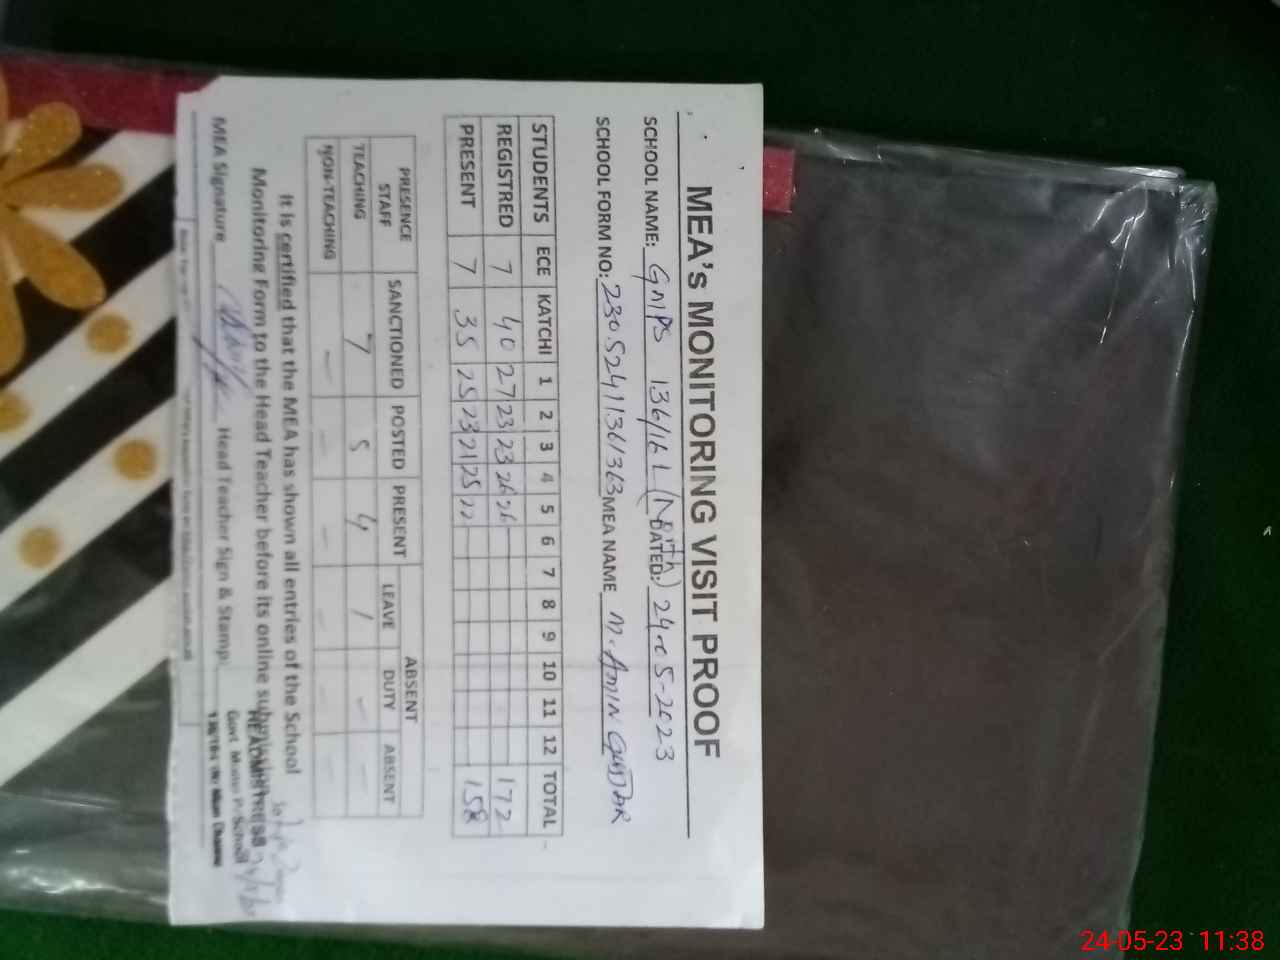 MEA's MONITORING VISIT PROOF
SCHOOL NAME: GMPS 136/16 L (North) DATED: 24-05-2023
SCHOOL FORM NO: 23052411361363 MEA NAME M. AMIN GUJJAR
STUDENTS ECE KATCHI 1 2 3 4 5 6 7 8 9 10 11 12 TOTAL
REGISTRED 7 40 27 23 23 26 26 172
PRESENT 7 35 25 23 21 25 22 158
PRESENCE STAFF SANCTIONED POSTED PRESENT ABSENT
LEAVE DUTY ABSENT
TEACHING 7 5 4 1 — —
NON-TEACHING — — — — — —
It is certified that the MEA has shown all entries of the School
Monitoring Form to the Head Teacher before its online submission
MEA Signature Head Teacher Sign & Stamp:
HEADMISTRESS
Govt. M P. School
Mian Channu
24-05-23 11:38